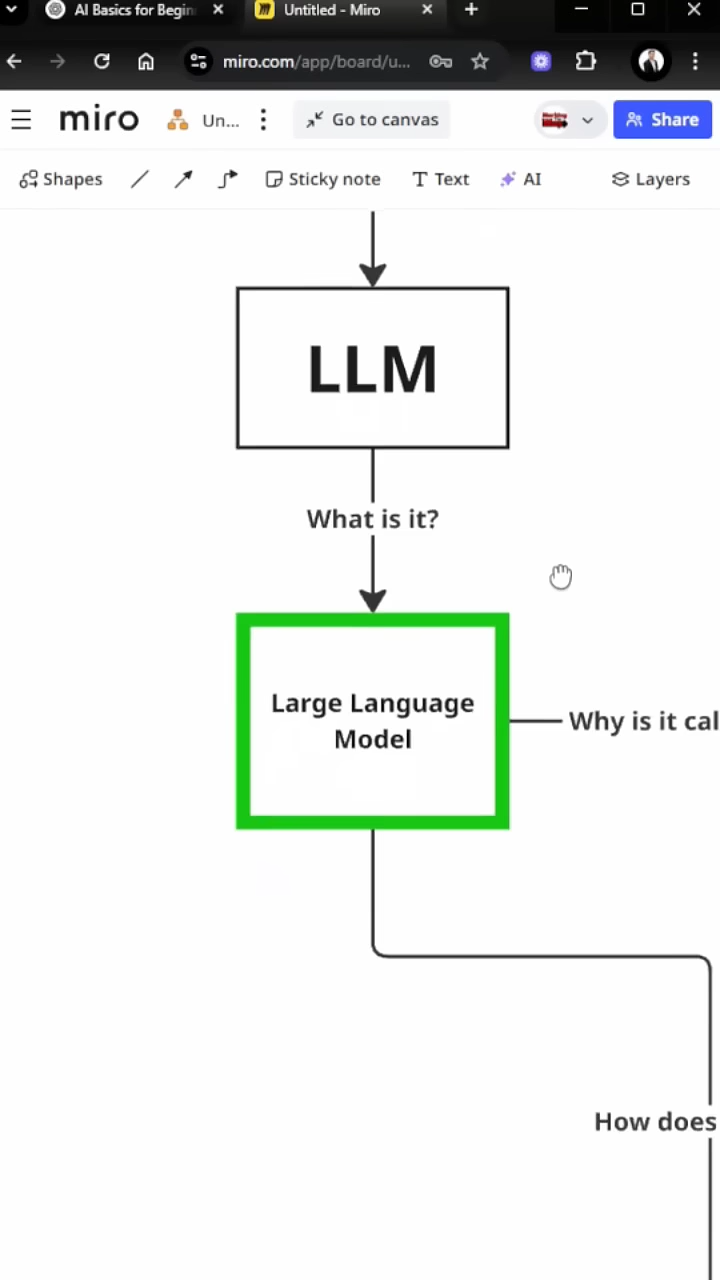 AI Basics for Begin
Untitled - Miro
miro.com/app/board/u...
miro
Un...
Go to canvas
Share
Shapes
Sticky note
T Text
AI
Layers
LLM
What is it?
Large Language
Model
Why is it cal
How does